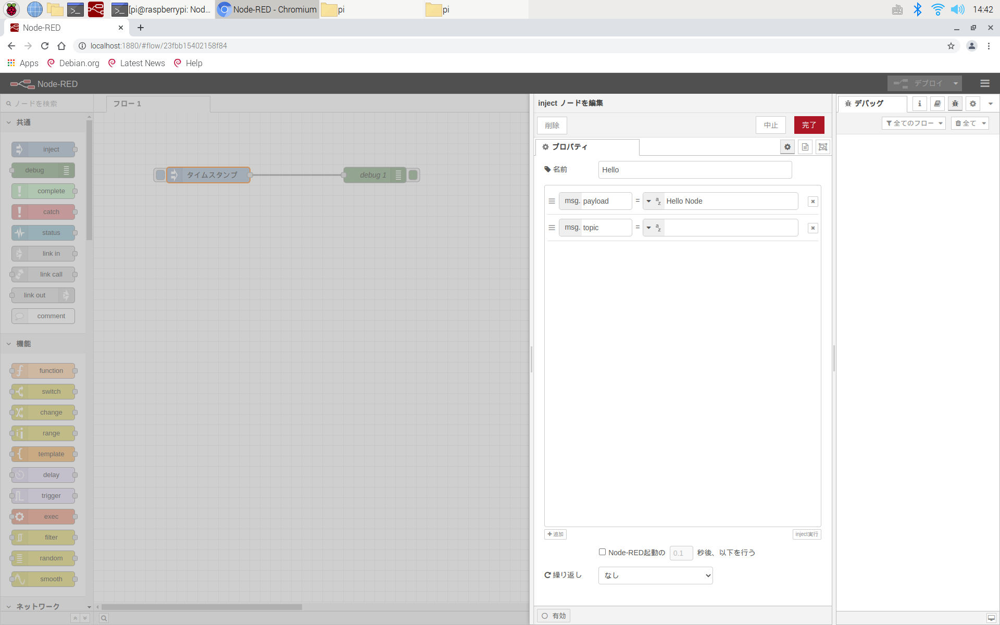 [pi@raspberrypi: Nod...
Node-RED - Chromium
pi
pi
14:42
Node-RED
localhost:1880/#flow/23fbb15402158f84
Apps
Debian.org
Latest News
Help
Node-RED
デプロイ
ノードを検索
フロー 1
共通
inject
debug
complete
catch
status
link in
link call
link out
comment
機能
function
switch
change
range
template
delay
trigger
exec
filter
random
smooth
ネットワーク
タイムスタンプ
debug 1
inject ノードを編集
削除
中止
完了
プロパティ
名前
Hello
msg. payload = az Hello Node
msg. topic = az
追加
inject実行
Node-RED起動の 0.1 秒後、以下を行う
繰り返し
なし
有効
デバッグ
全てのフロー
全て